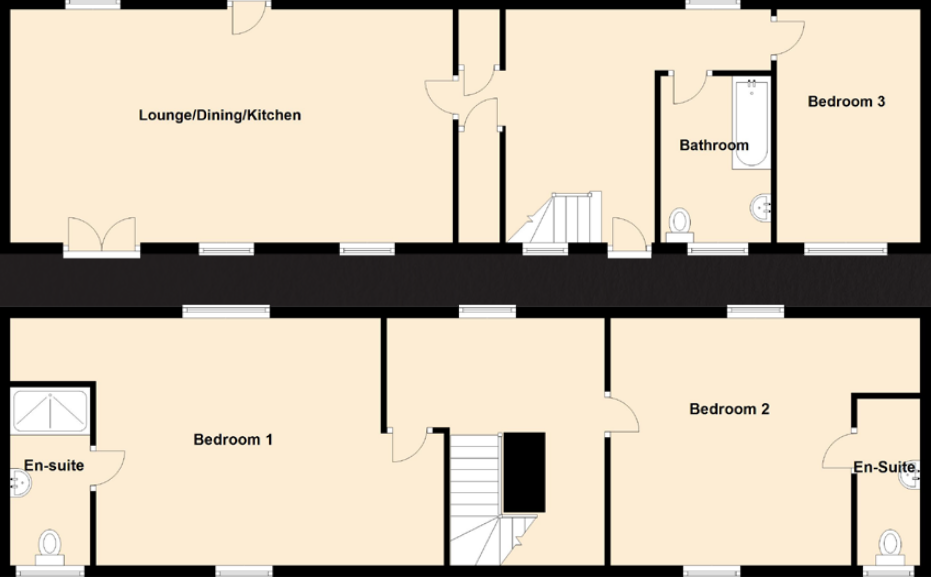 Lounge/Dining/Kitchen
Bathroom
Bedroom 3
Bedroom 1
En-suite
Bedroom 2
En-Suite.